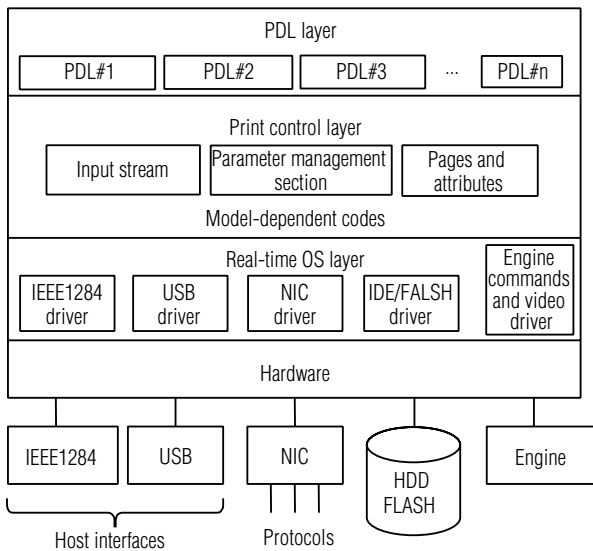 PDL layer
PDL#1 PDL#2 PDL#3 ... PDL#n
Print control layer
Input stream
Parameter management
section
Pages and
attributes
Model-dependent codes
Real-time OS layer
IEEE1284
driver
USB
driver
NIC
driver
IDE/FALSH
driver
Engine
commands
and video
driver
Hardware
IEEE1284
USB
NIC
HDD
FLASH
Engine
Host interfaces
Protocols